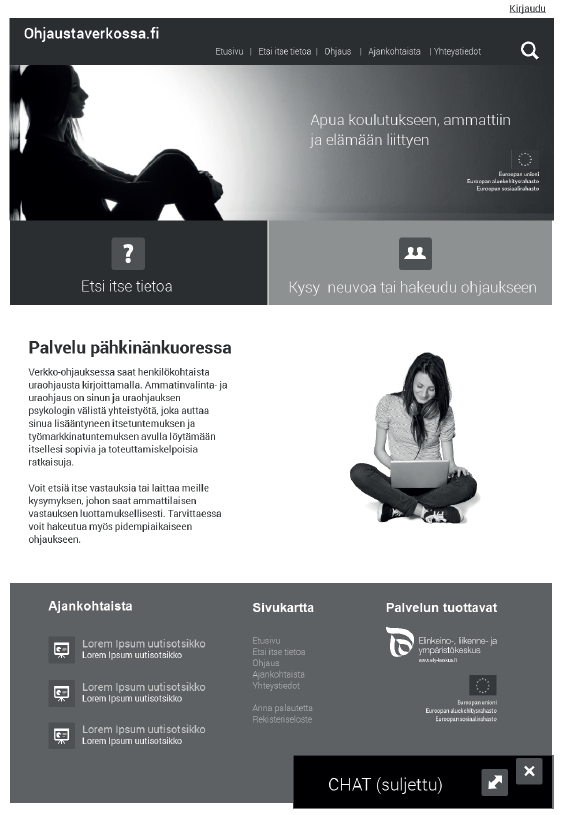 Kirjaudu
Ohjaustaverkossa.fi
Etusivu | Etsi itse tietoa | Ohjaus | Ajankohtaista | Yhteystiedot
Apua koulutukseen, ammattiin
ja elämään liittyen
Euroopan unioni
Euroopan aluekehitysrahasto
Euroopan sosiaalirahasto
?
Etsi itse tietoa
Kysy neuvoa tai hakeudu ohjaukseen
Palvelu pähkinänkuoressa
Verkko-ohjauksessa saat henkilökohtaista
uraohjausta kirjoittamalla. Ammatinvalinta- ja
uraohjaus on sinun ja uraohjauksen
psykologin välistä yhteistyötä, joka auttaa
sinua lisääntyneen itsetuntemuksen ja
työmarkkinatuntemuksen avulla löytämään
itsellesi sopivia ja toteuttamiskelpoisia
ratkaisuja.
Voit etsiä itse vastauksia tai laittaa meille
kysymyksen, johon saat ammattilaisen
vastauksen luottamuksellisesti. Tarvittaessa
voit hakeutua myös pidempiaikaiseen
ohjaukseen.
Ajankohtaista
Lorem Ipsum uutisotsikko
Lorem Ipsum uutisotsikko
Lorem Ipsum uutisotsikko
Lorem Ipsum uutisotsikko
Lorem Ipsum uutisotsikko
Lorem Ipsum uutisotsikko
Sivukartta
Etusivu
Etsi itse tietoa
Ohjaus
Ajankohtaista
Yhteystiedot
Anna palautetta
Rekisteriseloste
Palvelun tuottavat
Elinkeino-, liikenne- ja
ympäristökeskus
www.ely-keskus.fi
Euroopan unioni
Euroopan aluekehitysrahasto
Euroopan sosiaalirahasto
CHAT (suljettu)